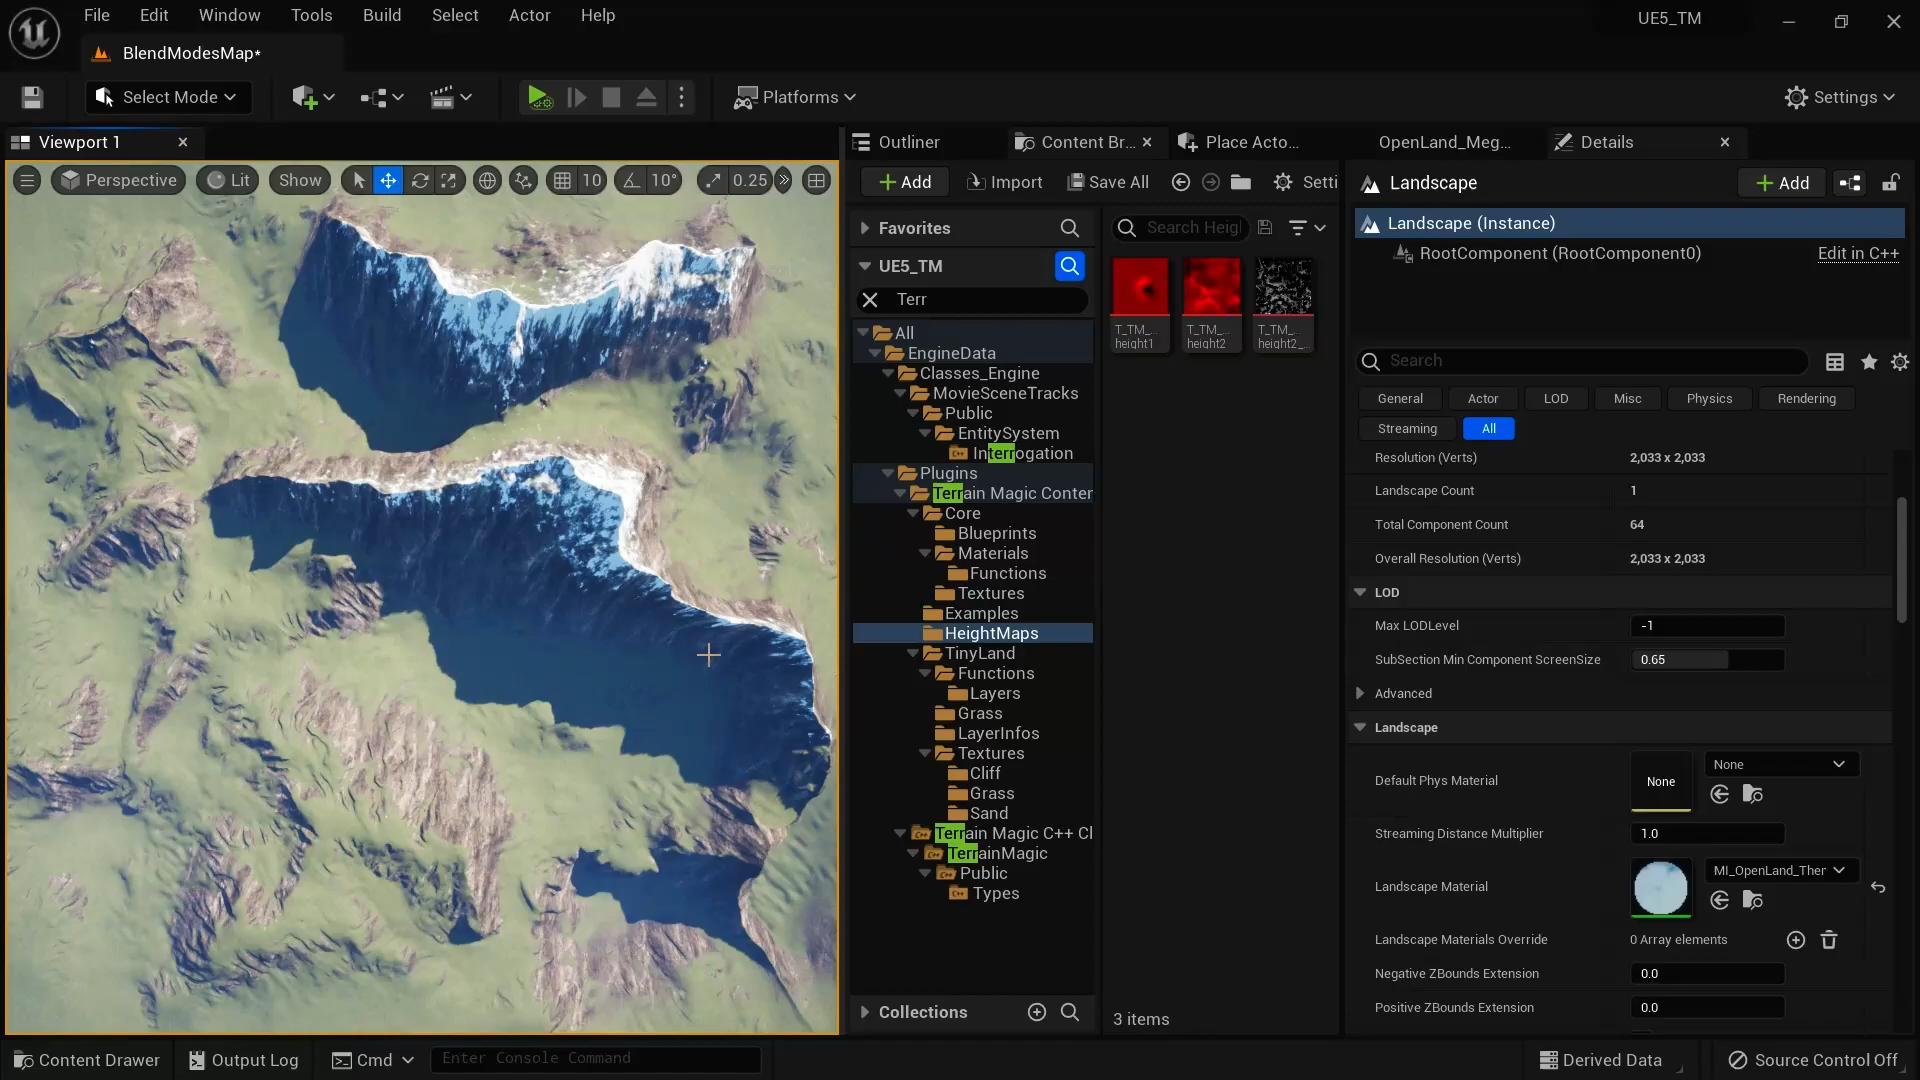 File Edit Window Tools Build Select Actor Help
UE5_TM
BlendModesMap*
Select Mode
Platforms
Settings
Viewport 1
Perspective
Lit
Show
10
10°
0.25
Outliner
Content Br...
Place Acto...
OpenLand_Meg...
Details
Add
Import
Save All
Setti
Favorites
UE5_TM
Terr
All
EngineData
Classes_Engine
MovieSceneTracks
Public
EntitySystem
Interrogation
Plugins
Terrain Magic Conter
Core
Blueprints
Materials
Functions
Textures
Examples
HeightMaps
TinyLand
Functions
Layers
Grass
LayerInfos
Textures
Cliff
Grass
Sand
Terrain Magic C++ Cl
TerrainMagic
Public
Types
Collections
Search Heigl
T_TM_...
height1
T_TM_...
height2
T_TM_...
height2_...
3 items
Landscape
Add
Landscape (Instance)
RootComponent (RootComponent0)
Edit in C++
Search
General
Actor
LOD
Misc
Physics
Rendering
Streaming
All
Resolution (Verts) 2,033 x 2,033
Landscape Count 1
Total Component Count 64
Overall Resolution (Verts) 2,033 x 2,033
LOD
Max LODLevel -1
SubSection Min Component ScreenSize 0.65
Advanced
Landscape
Default Phys Material None None
Streaming Distance Multiplier 1.0
Landscape Material MI_OpenLand_Ther
Landscape Materials Override 0 Array elements
Negative ZBounds Extension 0.0
Positive ZBounds Extension 0.0
Content Drawer
Output Log
Cmd
Enter Console Command
Derived Data
Source Control Off